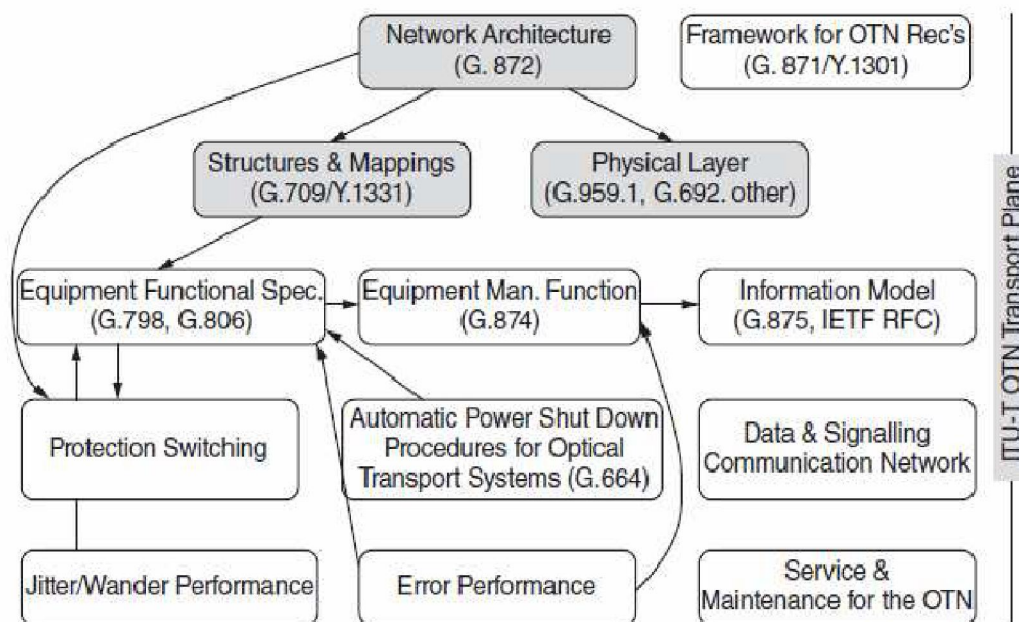 Network Architecture
(G. 872)
Framework for OTN Rec's
(G. 871/Y.1301)
Structures & Mappings
(G.709/Y.1331)
Physical Layer
(G.959.1, G.692. other)
Equipment Functional Spec.
(G.798, G.806)
Equipment Man. Function
(G.874)
Information Model
(G.875, IETF RFC)
Protection Switching
Automatic Power Shut Down
Procedures for Optical
Transport Systems (G.664)
Data & Signalling
Communication Network
Jitter/Wander Performance
Error Performance
Service &
Maintenance for the OTN
ITU-T OTN Transport Plane